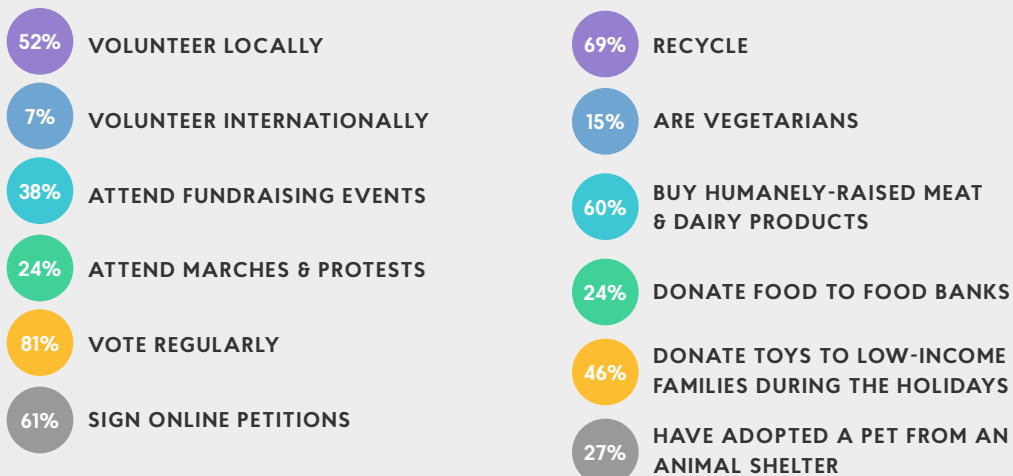 52% VOLUNTEER LOCALLY
7% VOLUNTEER INTERNATIONALLY
38% ATTEND FUNDRAISING EVENTS
24% ATTEND MARCHES & PROTESTS
81% VOTE REGULARLY
61% SIGN ONLINE PETITIONS
69% RECYCLE
15% ARE VEGETARIANS
60% BUY HUMANELY-RAISED MEAT
& DAIRY PRODUCTS
24% DONATE FOOD TO FOOD BANKS
46% DONATE TOYS TO LOW-INCOME
FAMILIES DURING THE HOLIDAYS
27% HAVE ADOPTED A PET FROM AN
ANIMAL SHELTER